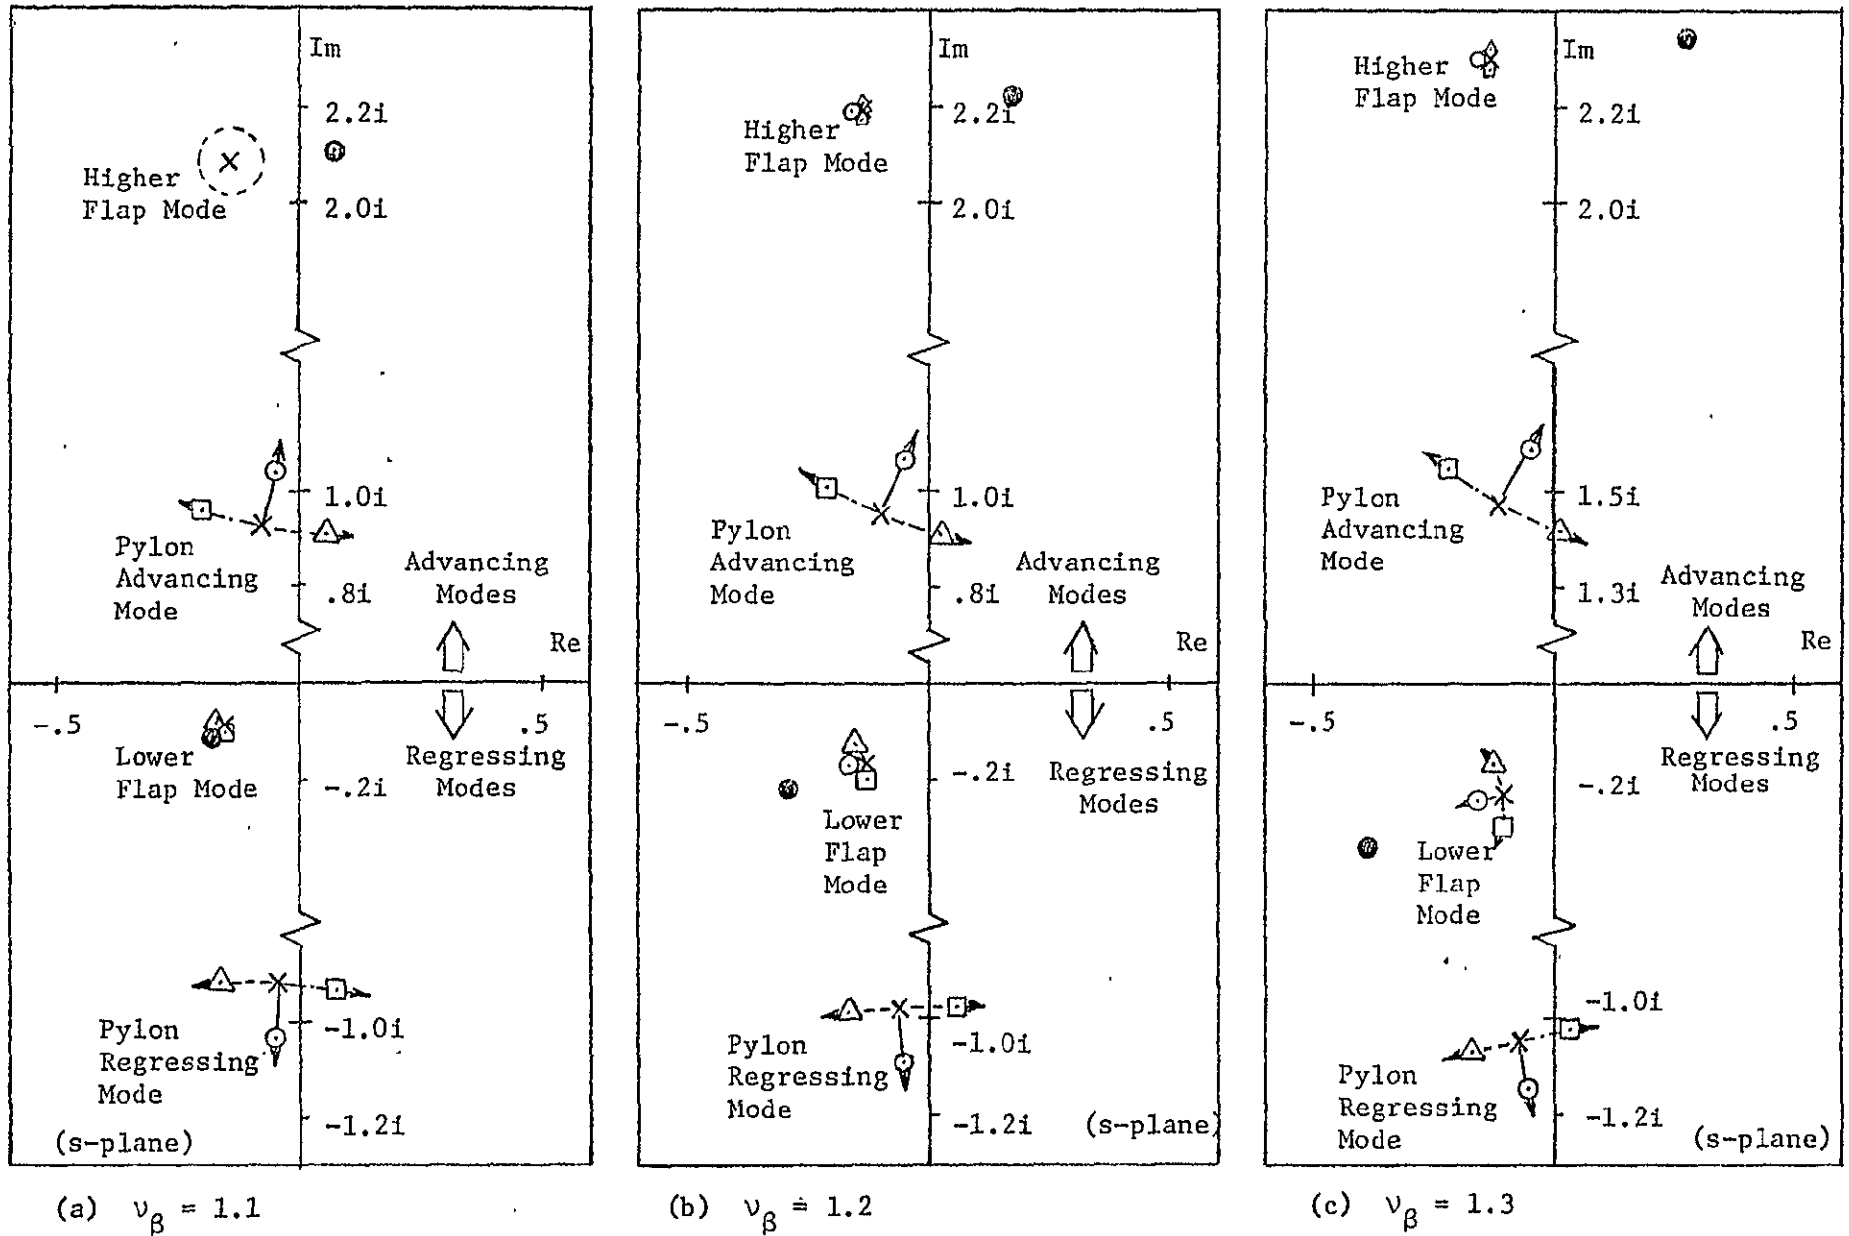 Im
2.2i
Higher
Flap Mode
2.0i
1.0i
Pylon
Advancing
Mode
Advancing
Modes
.8i
Re
-.5
.5
Lower
Flap Mode
Regressing
Modes
-.2i
Pylon
Regressing
Mode
-1.0i
-1.2i
(s-plane)
(a) νβ = 1.1
Im
2.2i
Higher
Flap Mode
2.0i
1.0i
Pylon
Advancing
Mode
Advancing
Modes
.8i
Re
-.5
.5
-.2i
Regressing
Modes
Lower
Flap
Mode
Pylon
Regressing
Mode
-1.0i
-1.2i
(s-plane)
(b) νβ = 1.2
Im
Higher
Flap Mode
2.2i
2.0i
1.5i
Pylon
Advancing
Mode
Advancing
Modes
1.3i
Re
-.5
.5
Regressing
Modes
-.2i
Lower
Flap
Mode
-1.0i
Pylon
Regressing
Mode
-1.2i
(s-plane)
(c) νβ = 1.3